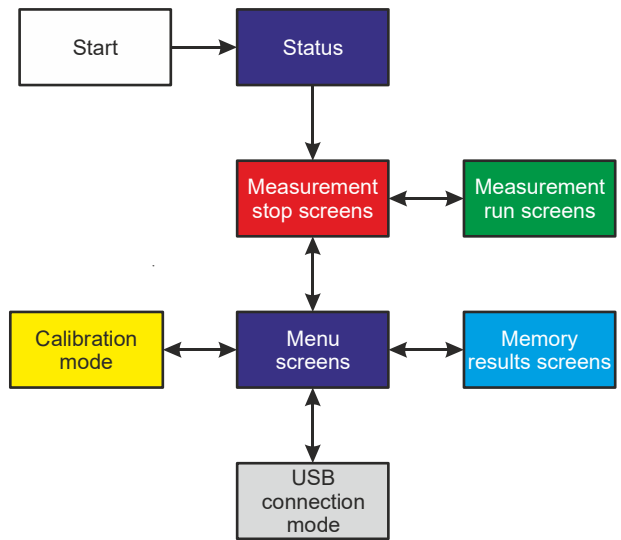 Start
Status
Measurement
stop screens
Measurement
run screens
Calibration
mode
Menu
screens
Memory
results screens
USB
connection
mode